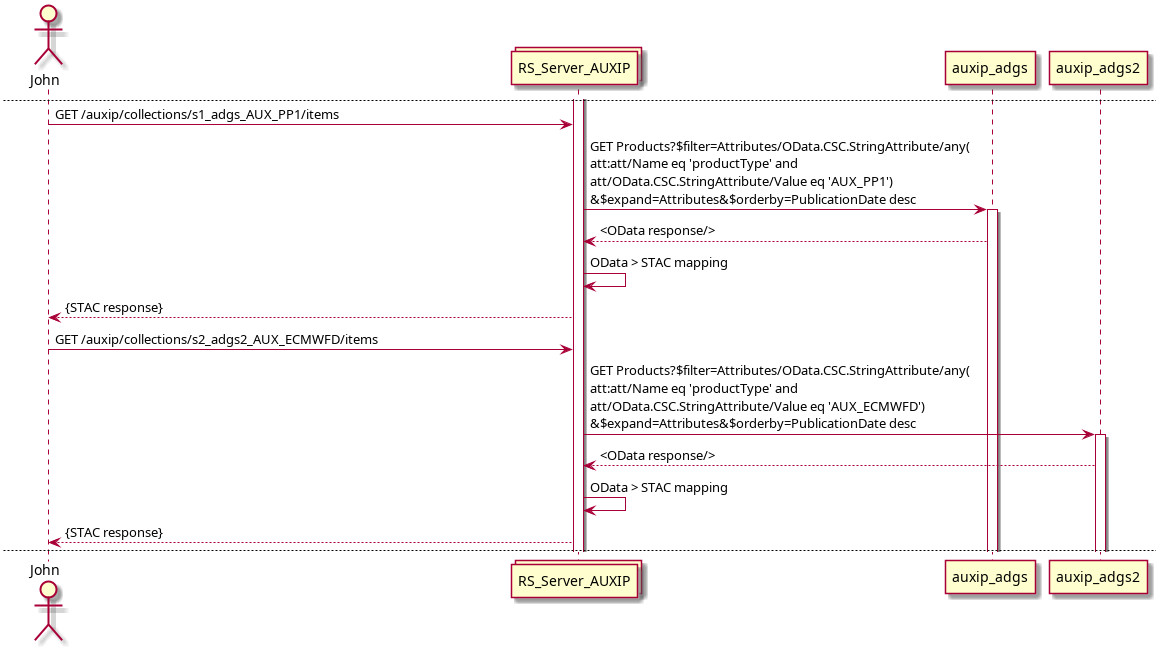 John
RS_Server_AUXIP
auxip_adgs
auxip_adgs2
GET /auxip/collections/s1_adgs_AUX_PP1/items
GET Products?$filter=Attributes/OData.CSC.StringAttribute/any(
att:att/Name eq 'productType' and
att/OData.CSC.StringAttribute/Value eq 'AUX_PP1')
&$expand=Attributes&$orderby=PublicationDate desc
<OData response/>
OData > STAC mapping
{STAC response}
GET /auxip/collections/s2_adgs2_AUX_ECMWFD/items
GET Products?$filter=Attributes/OData.CSC.StringAttribute/any(
att:att/Name eq 'productType' and
att/OData.CSC.StringAttribute/Value eq 'AUX_ECMWFD')
&$expand=Attributes&$orderby=PublicationDate desc
<OData response/>
OData > STAC mapping
{STAC response}
John
RS_Server_AUXIP
auxip_adgs
auxip_adgs2